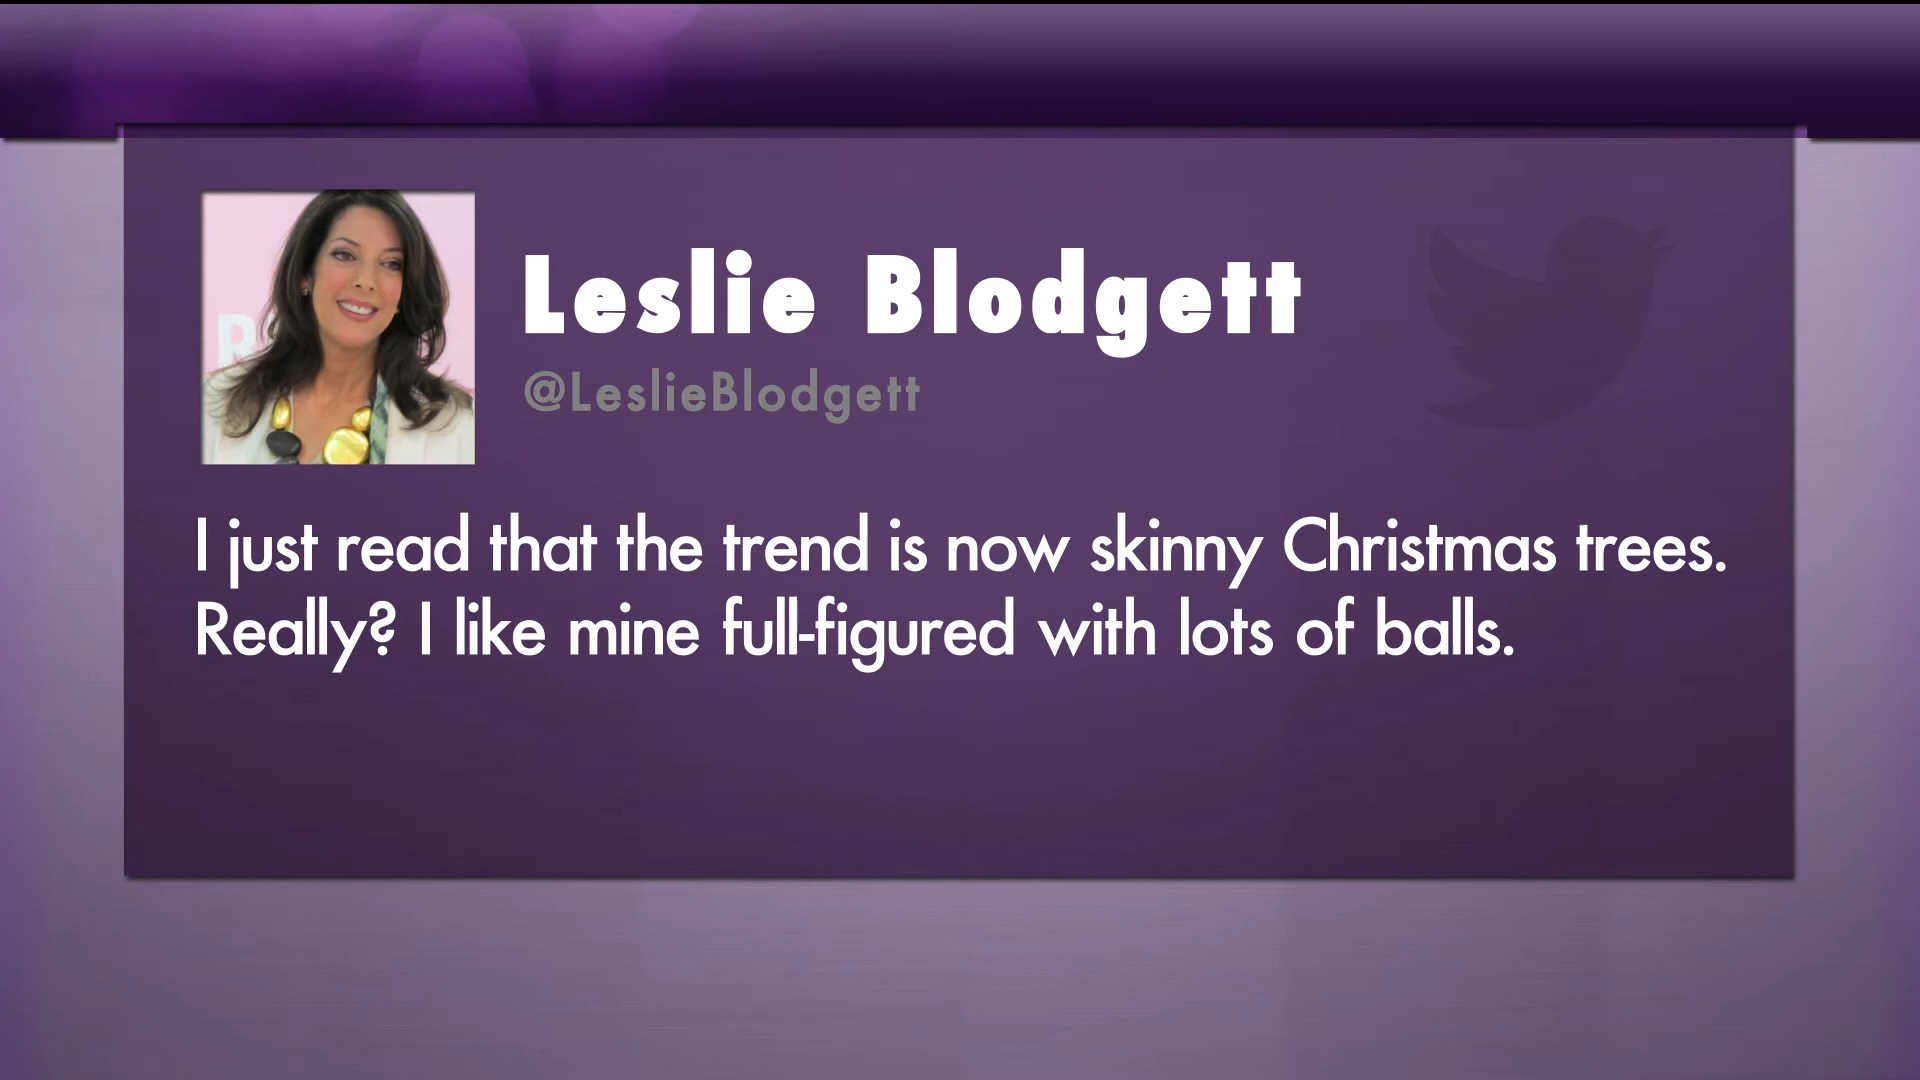 Leslie Blodgett
@LeslieBlodgett
I just read that the trend is now skinny Christmas trees.
Really? I like mine full-figured with lots of balls.